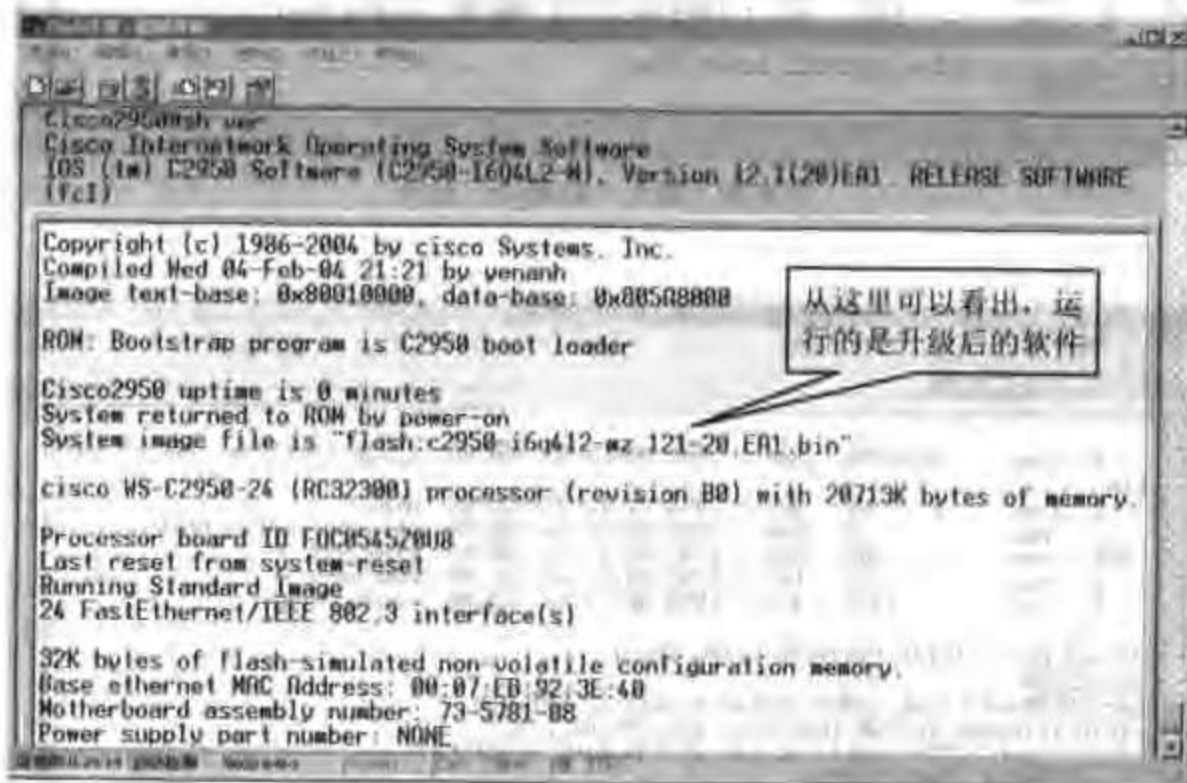 Cisco2950#sh ver
Cisco Internetwork Operating System Software
IOS (tm) C2950 Software (C2950-I6Q4L2-M), Version 12.1(20)EA1, RELEASE SOFTWARE
(fc1)
Copyright (c) 1986-2004 by cisco Systems, Inc.
Compiled Wed 04-Feb-04 21:21 by yenanh
Image text-base: 0x80010000, data-base: 0x805A8000
从这里可以看出，运
行的是升级后的软件
ROM: Bootstrap program is C2950 boot loader
Cisco2950 uptime is 0 minutes
System returned to ROM by power-on
System image file is "flash:c2950-i6q4l2-mz.121-20.EA1.bin"
cisco WS-C2950-24 (RC32300) processor (revision B0) with 20713K bytes of memory.
Processor board ID
Last reset from system-reset
Running Standard Image
24 FastEthernet/IEEE 802.3 interface(s)
32K bytes of flash-simulated non-volatile configuration memory.
Base ethernet MAC Address: 00:07:EB:92:3E:40
Motherboard assembly number: 73-5781-08
Power supply part number: NONE